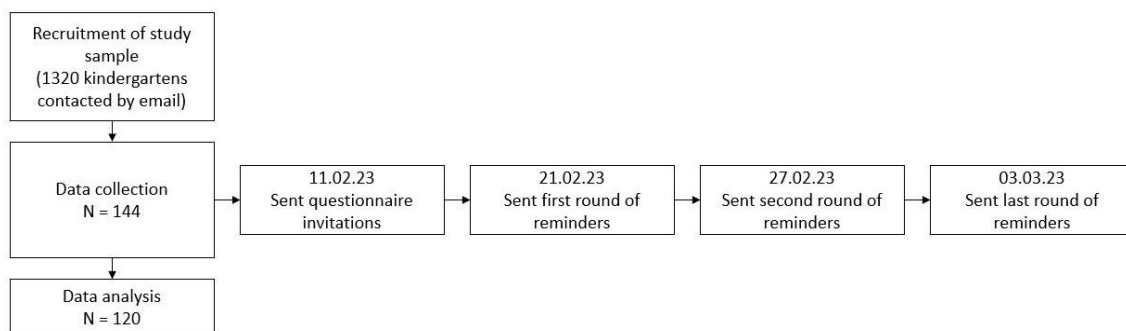 Recruitment of study
sample
(1320 kindergartens
contacted by email)
Data collection
N = 144
11.02.23
Sent questionnaire
invitations
21.02.23
Sent first round of
reminders
27.02.23
Sent second round of
reminders
03.03.23
Sent last round of
reminders
Data analysis
N = 120